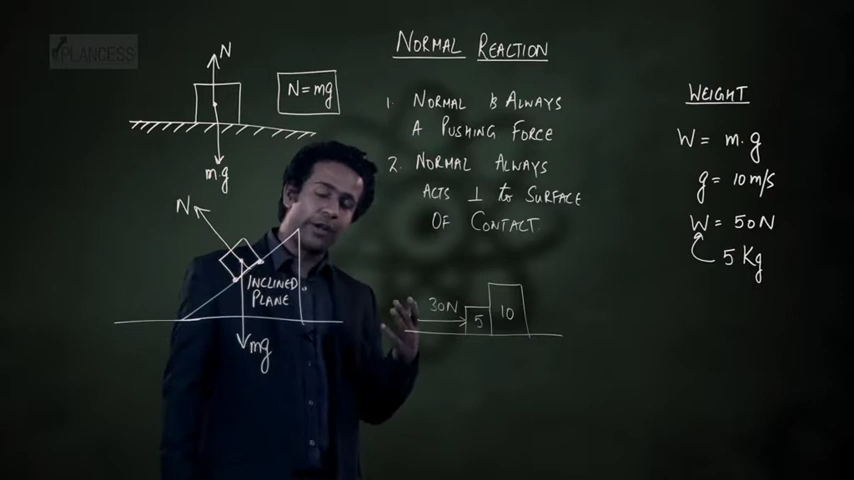 PLANCESS
NORMAL REACTION
N
N = mg
mg
1. NORMAL IS ALWAYS
A PUSHING FORCE
2. NORMAL ALWAYS
ACTS ⊥ to SURFACE
OF CONTACT.
N
INCLINED
PLANE
mg
30N
5
10
WEIGHT
W = m.g
g = 10 m/s
W = 50N
5 Kg